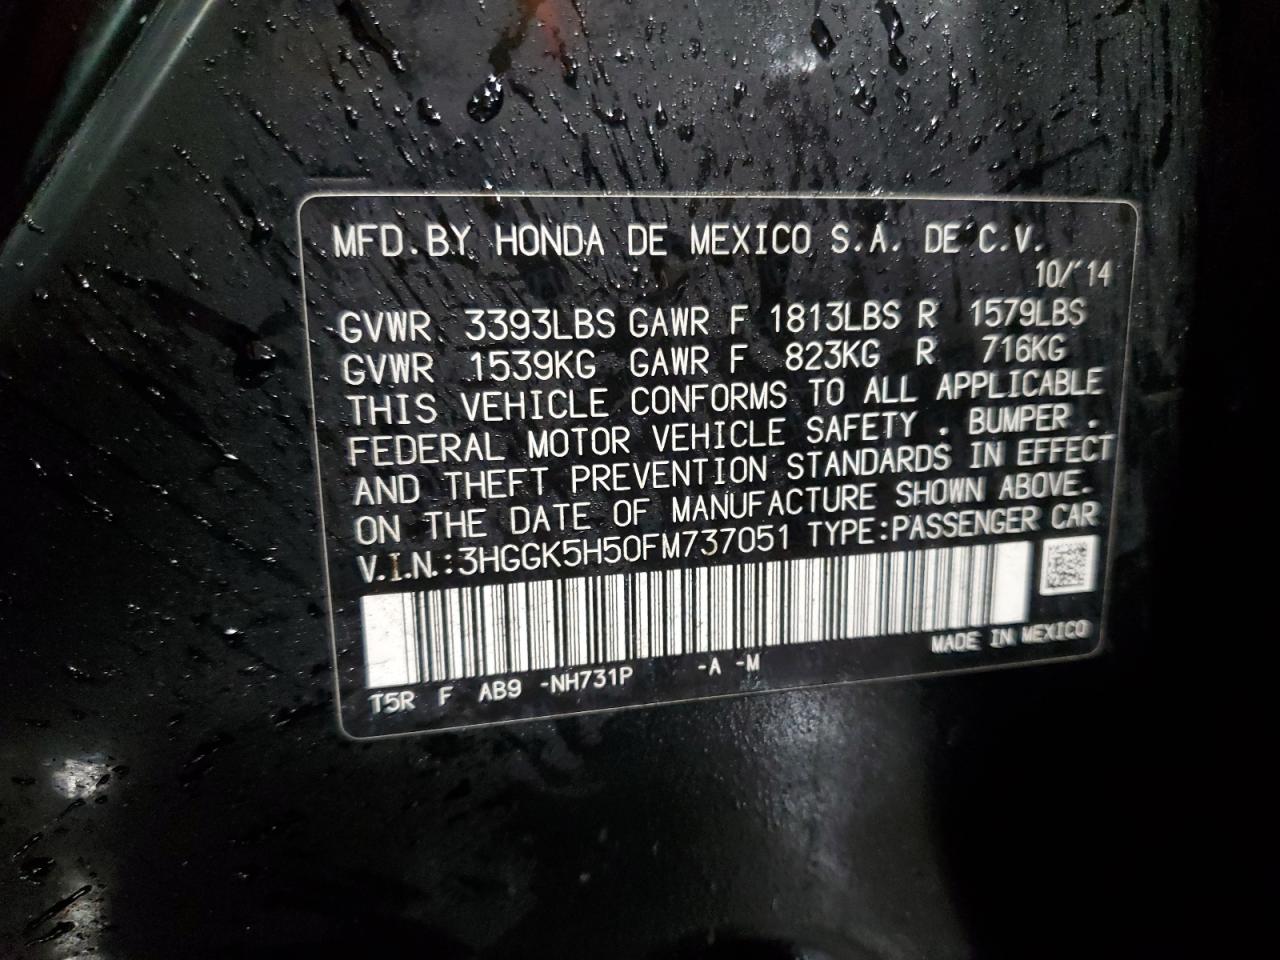 MFD.BY HONDA DE MEXICO S.A. DE C.V.
10/'14
GVWR 3393LBS GAWR F 1813LBS R 1579LBS
GVWR 1539KG GAWR F 823KG R 716KG
THIS VEHICLE CONFORMS TO ALL APPLICABLE
FEDERAL MOTOR VEHICLE SAFETY , BUMPER ,
AND THEFT PREVENTION STANDARDS IN EFFECT
ON THE DATE OF MANUFACTURE SHOWN ABOVE.
V.I.N.:3HGGK5H50FM737051 TYPE:PASSENGER CAR
MADE IN MEXICO
T5R F AB9 -NH731P -A -M